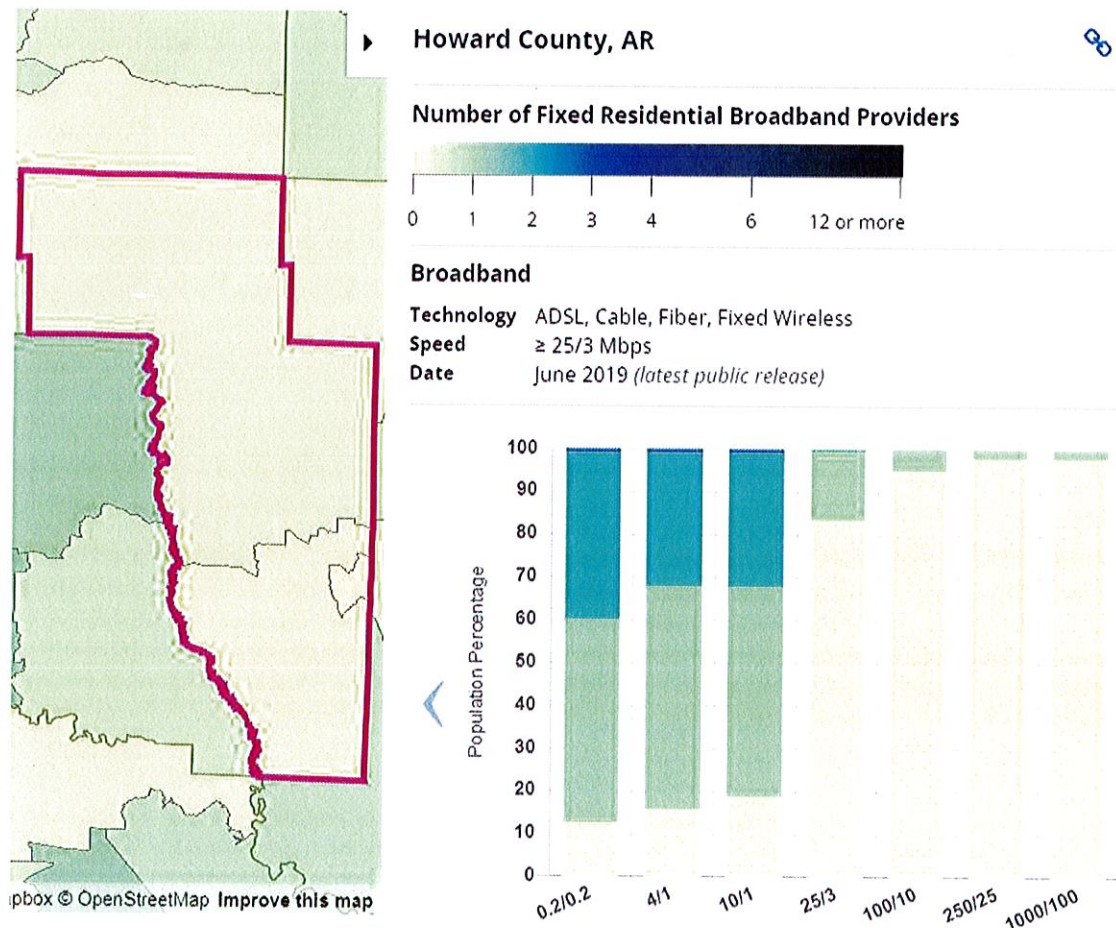 Howard County, AR
Number of Fixed Residential Broadband Providers
0 1 2 3 4 6 12 or more
Broadband
Technology ADSL, Cable, Fiber, Fixed Wireless
Speed ≥ 25/3 Mbps
Date June 2019 (latest public release)
Population Percentage
100
90
80
70
60
50
40
30
20
10
0
0.2/0.2 4/1 10/1 25/3 100/10 250/25 1000/100
apbox © OpenStreetMap Improve this map